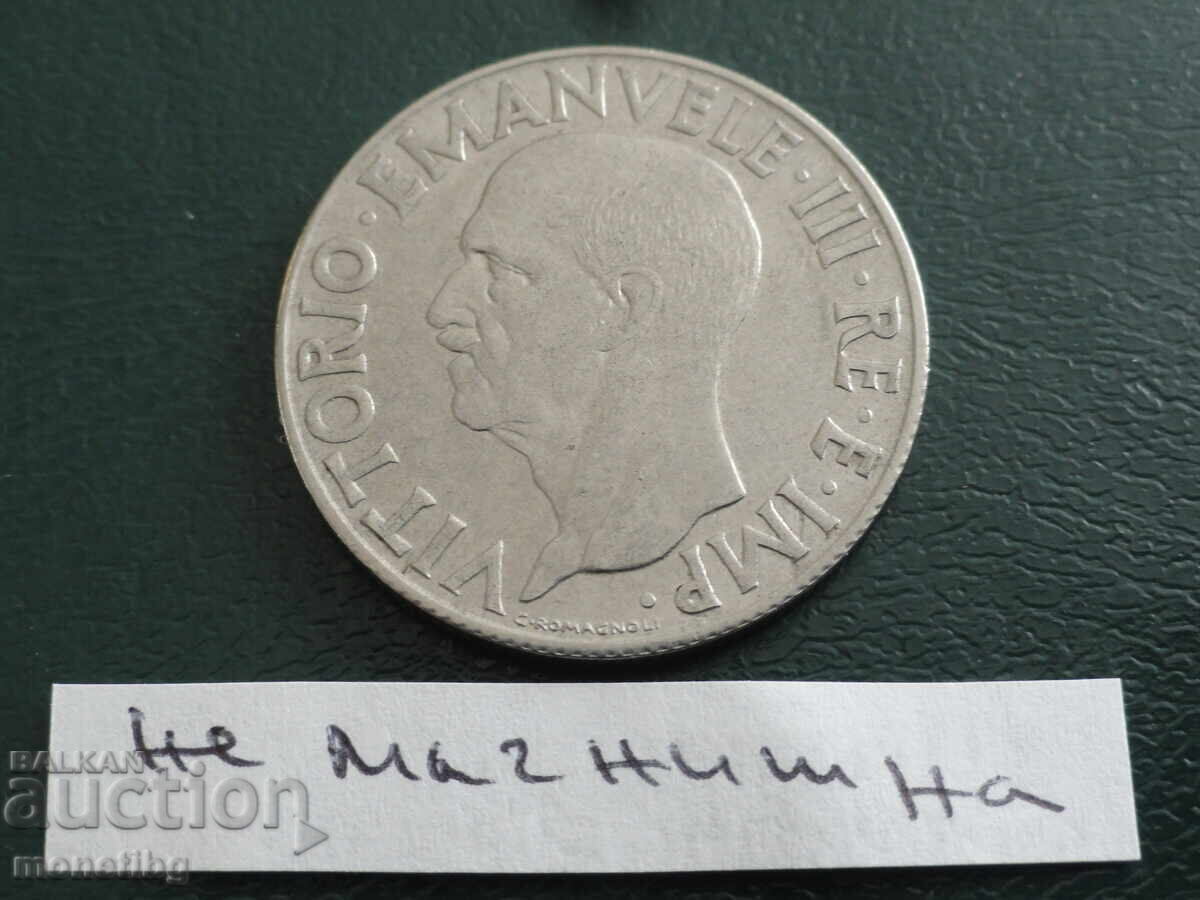 VITTORIO · EMANVELE · III · RE · E · IMP ·
C·ROMAGNOLI
не магнитна
BALKAN
auction
monetibg